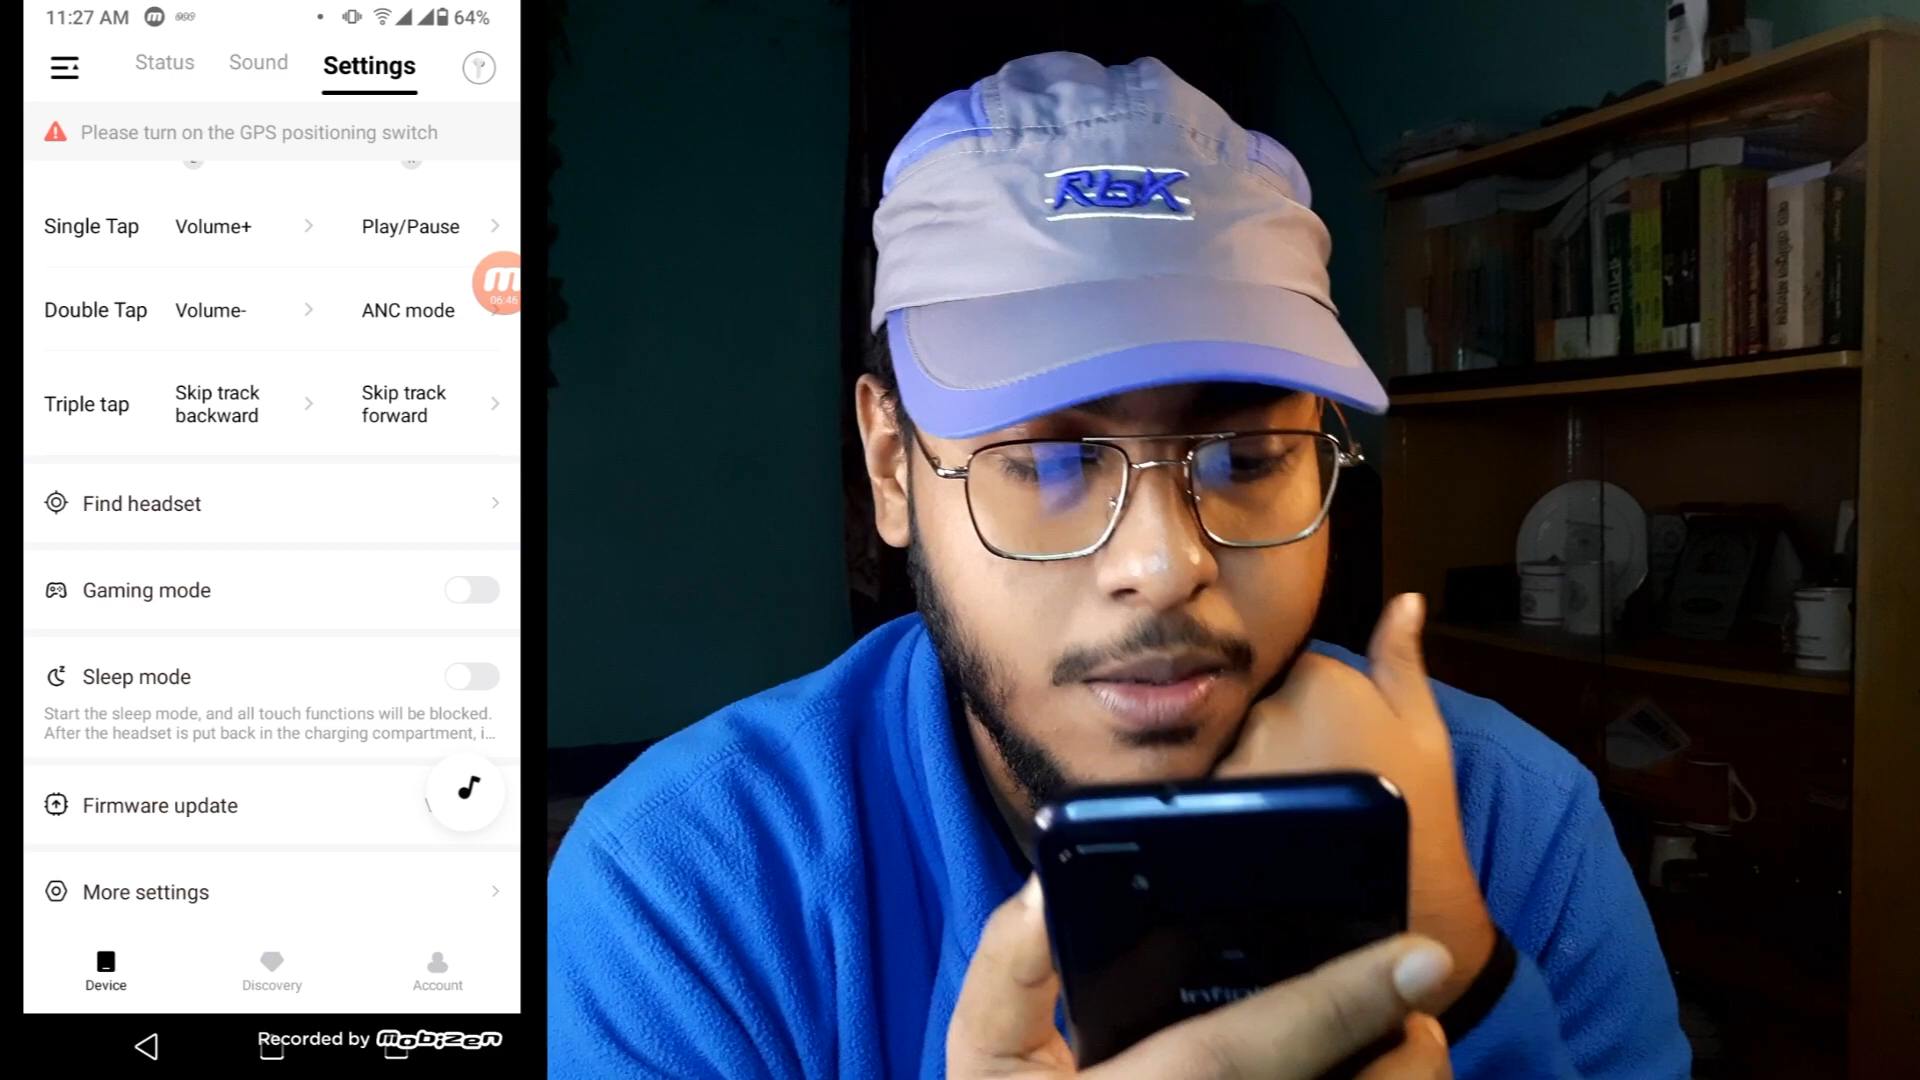 11:27 AM
64%
Status
Sound
Settings
Please turn on the GPS positioning switch
Single Tap
Volume+
Play/Pause
06:46
Double Tap
Volume-
ANC mode
Triple tap
Skip track
backward
Skip track
forward
Find headset
Gaming mode
Sleep mode
Start the sleep mode, and all touch functions will be blocked.
After the headset is put back in the charging compartment, i...
Firmware update
More settings
Device
Discovery
Account
Recorded by mobizen
RbK